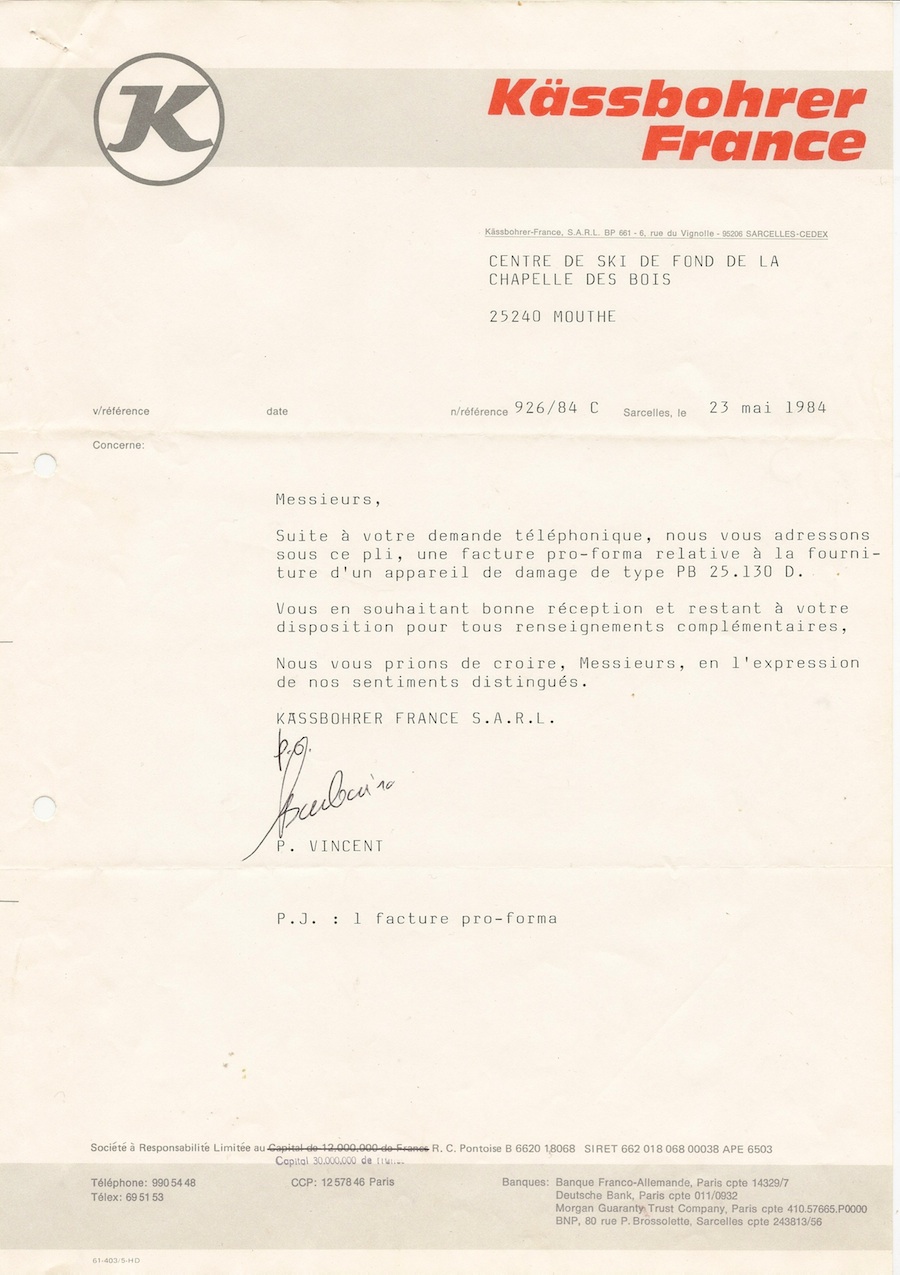 K
Kässbohrer
France
Kässbohrer-France, S.A.R.L. BP 661 - 6, rue du Vignolle - 95206 SARCELLES-CEDEX
CENTRE DE SKI DE FOND DE LA
CHAPELLE DES BOIS
25240 MOUTHE
v/référence date n/référence 926/84 C Sarcelles, le 23 mai 1984
Concerne:
Messieurs,
Suite à votre demande téléphonique, nous vous adressons
sous ce pli, une facture pro-forma relative à la fourni-
ture d'un appareil de damage de type PB 25.130 D.
Vous en souhaitant bonne réception et restant à votre
disposition pour tous renseignements complémentaires,
Nous vous prions de croire, Messieurs, en l'expression
de nos sentiments distingués.
KÄSSBOHRER FRANCE S.A.R.L.
p.o.
P. VINCENT
P.J. : 1 facture pro-forma
Société à Responsabilité Limitée au Capital de 12.000.000 de Francs R. C. Pontoise B 6620 18068 SIRET 662 018 068 00038 APE 6503
Capital 30.000.000 de francs
Téléphone: 990 54 48 CCP: 12 578 46 Paris Banques: Banque Franco-Allemande, Paris cpte 14329/7
Télex: 69 51 53 Deutsche Bank, Paris cpte 011/0932
Morgan Guaranty Trust Company, Paris cpte 410.57665.P0000
BNP, 80 rue P. Brossolette, Sarcelles cpte 243813/56
61-403/5-HD